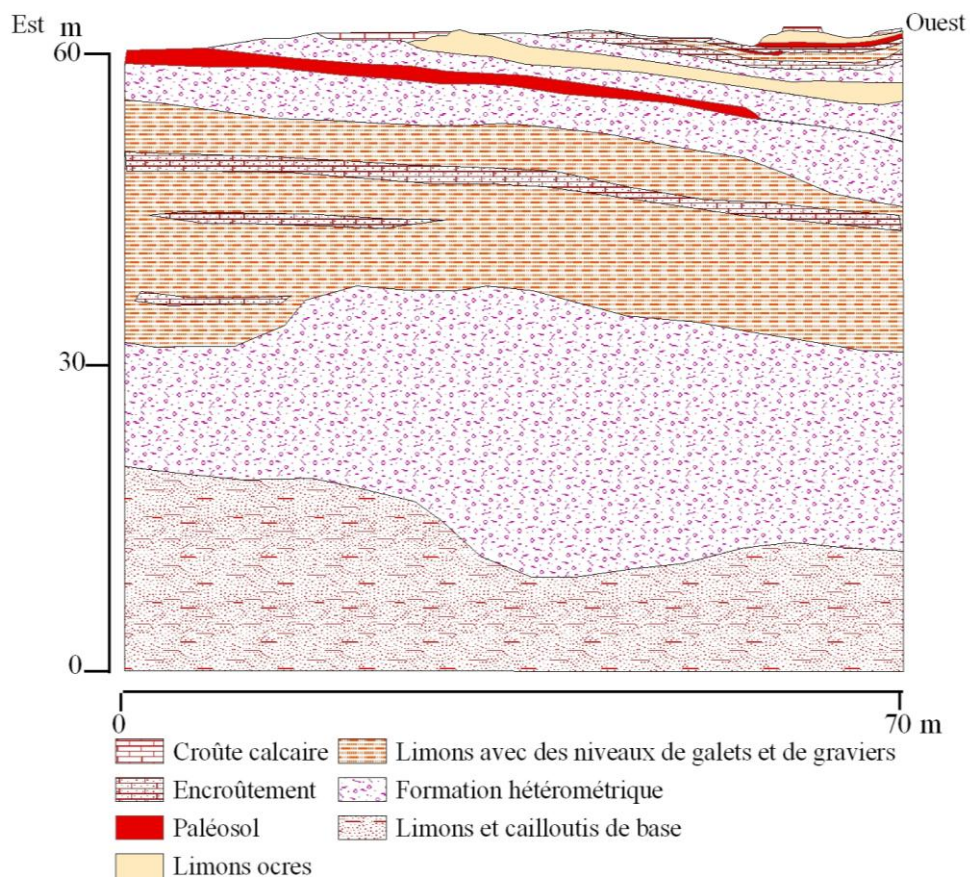 Est m Ouest
60
30
0
0 70 m
Croûte calcaire Limons avec des niveaux de galets et de graviers
Encroûtement Formation hétérométrique
Paléosol Limons et cailloutis de base
Limons ocres